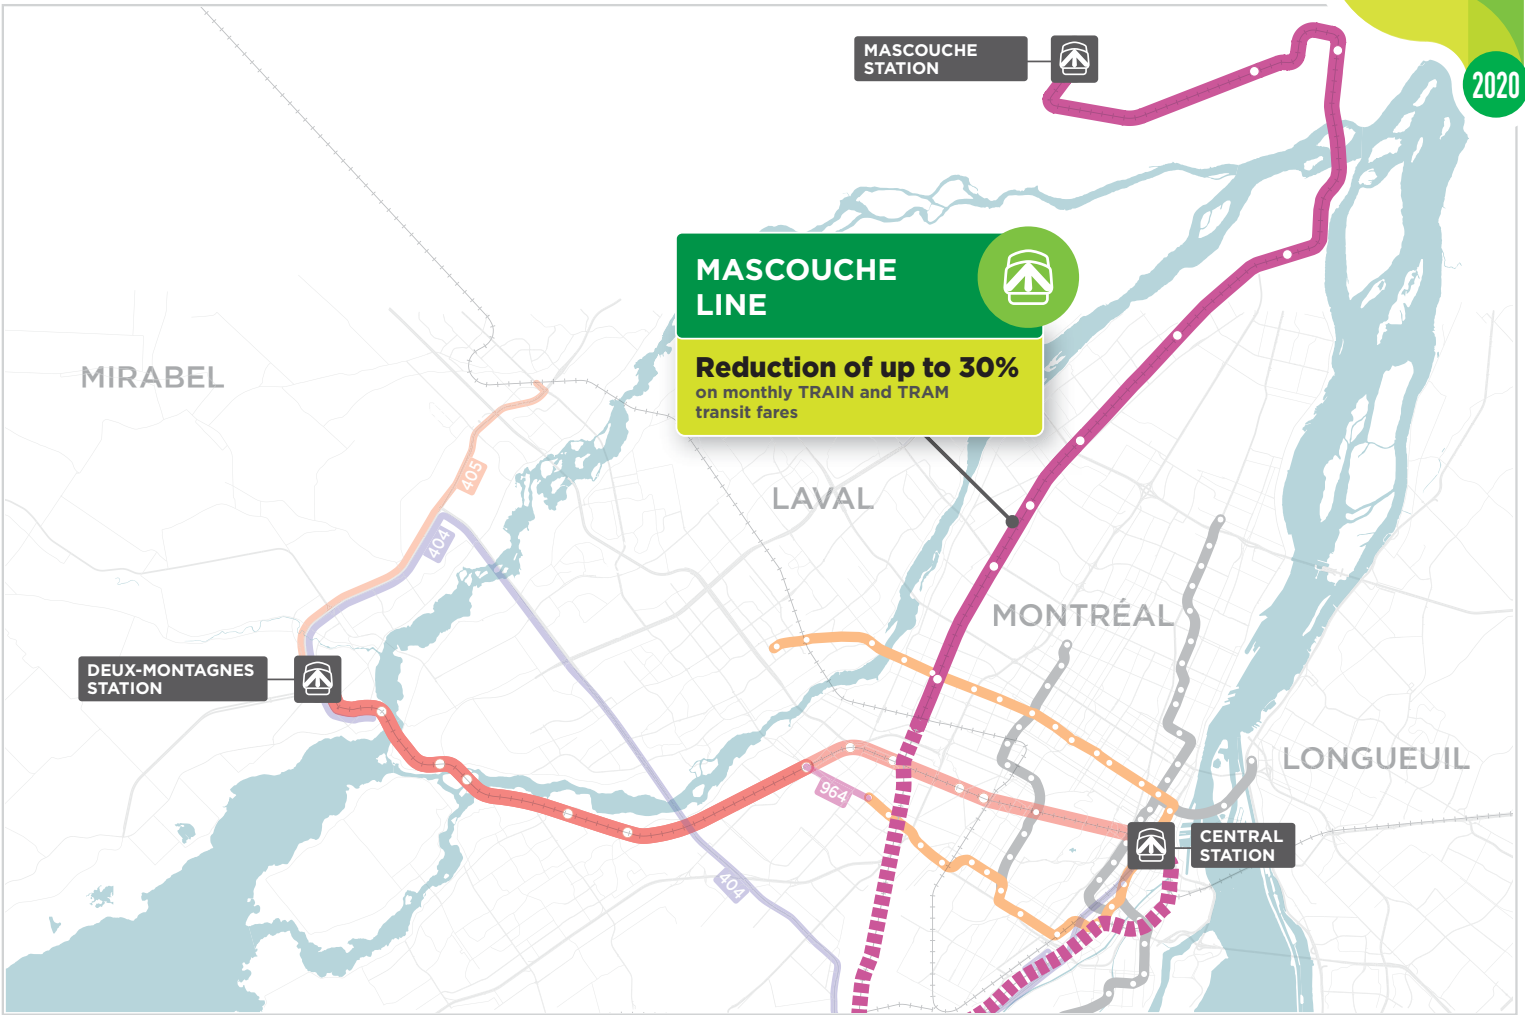 MASCOUCHE
STATION
2020
MASCOUCHE
LINE
Reduction of up to 30%
on monthly TRAIN and TRAM
transit fares
MIRABEL
405
LAVAL
404
MONTRÉAL
DEUX-MONTAGNES
STATION
LONGUEUIL
964
CENTRAL
STATION
404